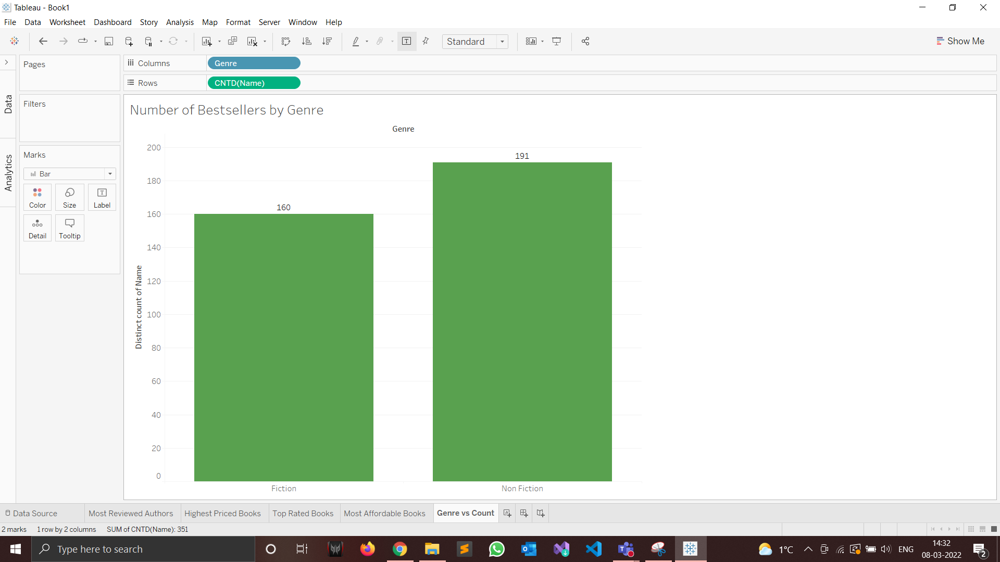 Tableau - Book1
File Data Worksheet Dashboard Story Analysis Map Format Server Window Help
Standard
Show Me
Pages
Filters
Marks
Bar
Color Size Label
Detail Tooltip
Data
Analytics
Columns Genre
Rows CNTD(Name)
Number of Bestsellers by Genre
Genre
Distinct count of Name
200
180
160
140
120
100
80
60
40
20
0
160
191
Fiction Non Fiction
Data Source Most Reviewed Authors Highest Priced Books Top Rated Books Most Affordable Books Genre vs Count
2 marks 1 row by 2 columns SUM of CNTD(Name): 351
Type here to search
1°C
ENG
14:32
08-03-2022
2